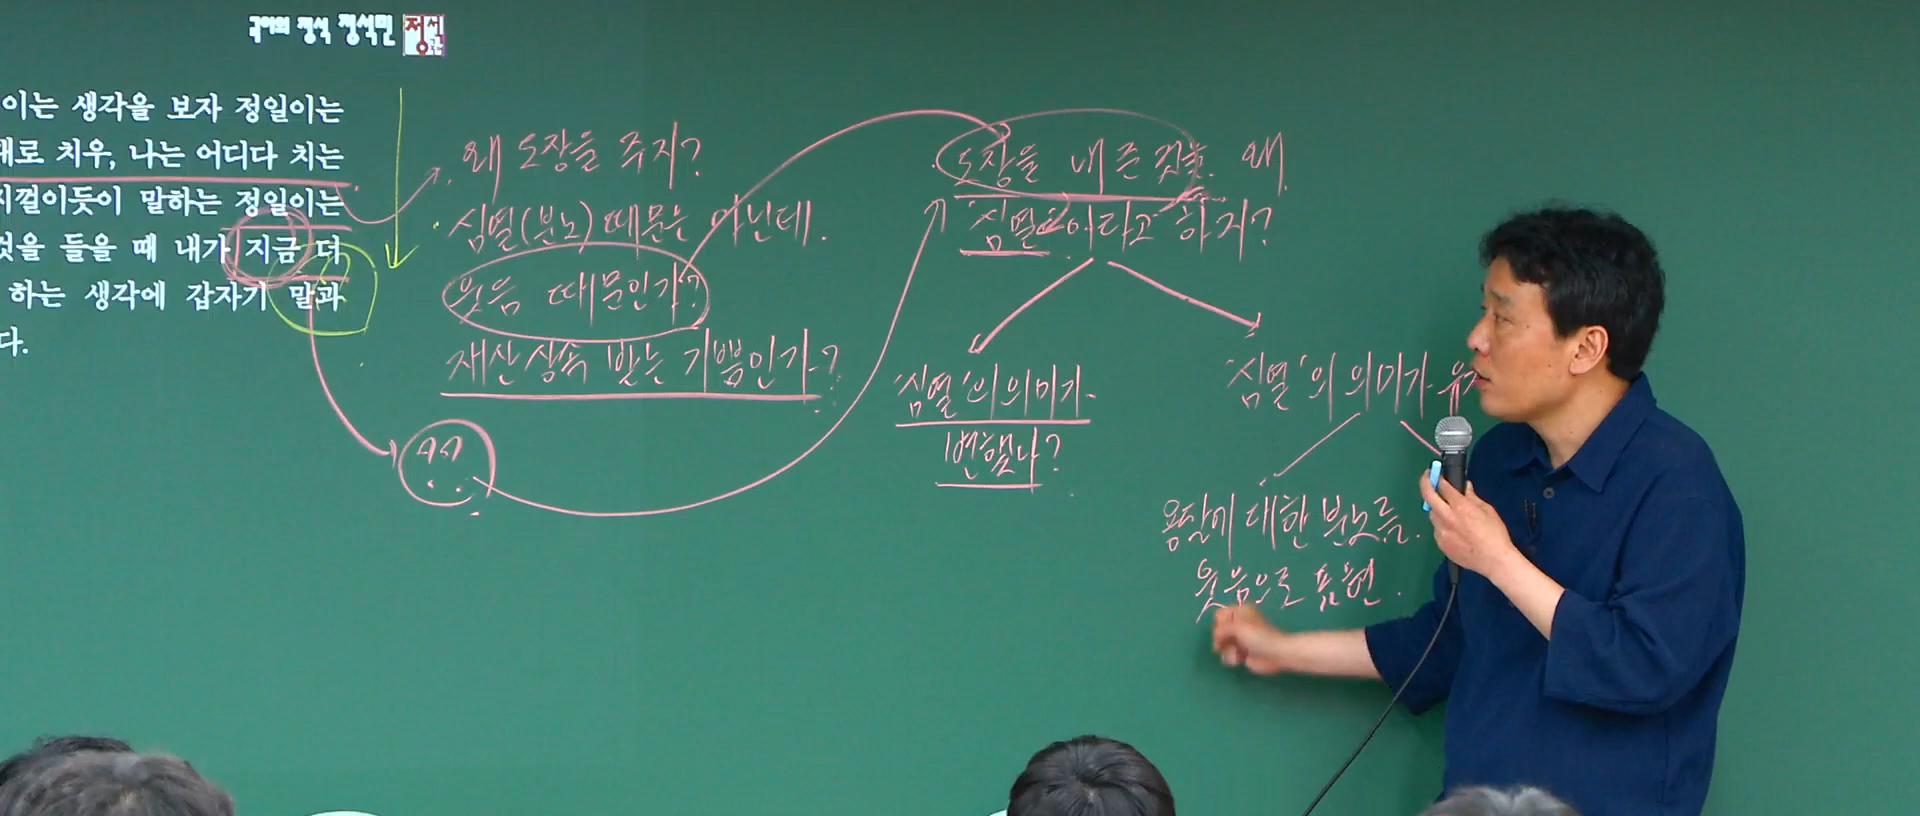 국어의 정석 정석민
이는 생각을 보자 정일이는
대로 치우, 나는 어디다 치는
시껄이듯이 말하는 정일이는
것을 들을 때 내가 지금 더
하는 생각에 갑자기 말과
다.
왜 도장을 주지?
심열(분노) 때문은 아닌데.
웃음 때문인가?
재산상속 받는 기쁨인가?
도장을 내 준 것을 왜
'심열'이라고 하지?
'심열'의 의미가
변했나?
'심열'의 의미가 유지
용달에 대한 분노를
웃음으로 표현.